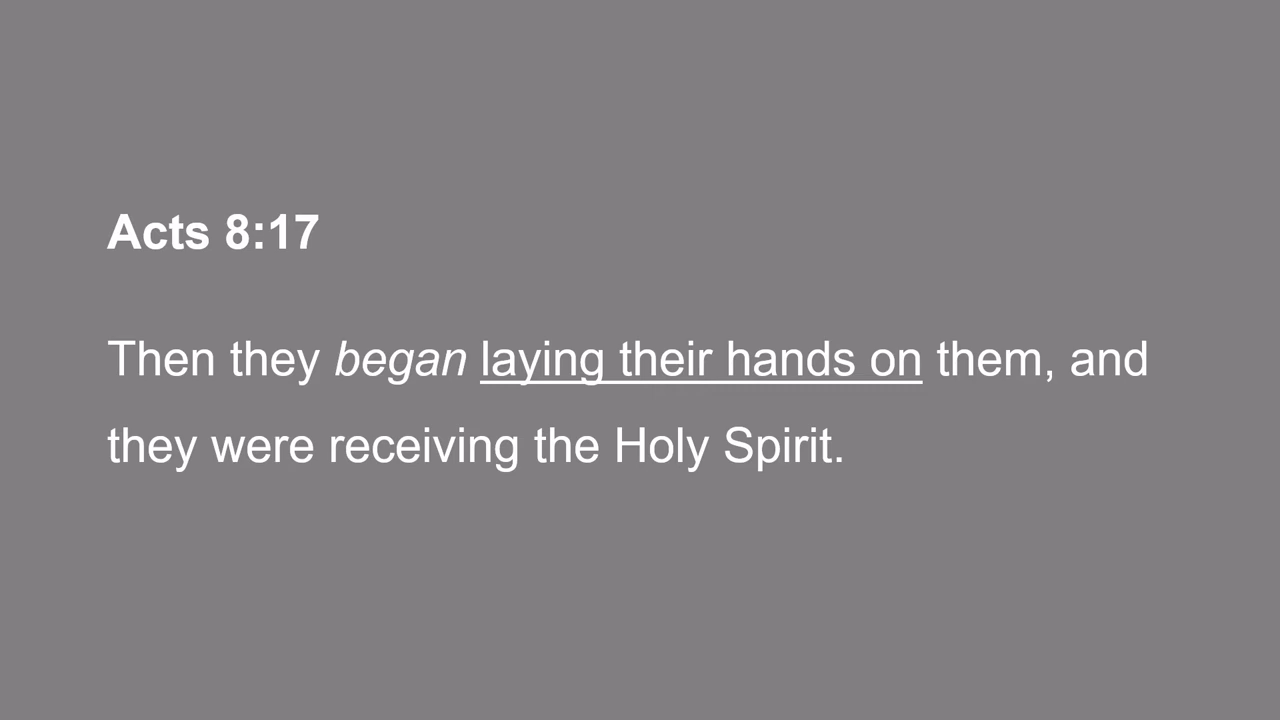 Acts 8:17
Then they began laying their hands on them, and
they were receiving the Holy Spirit.